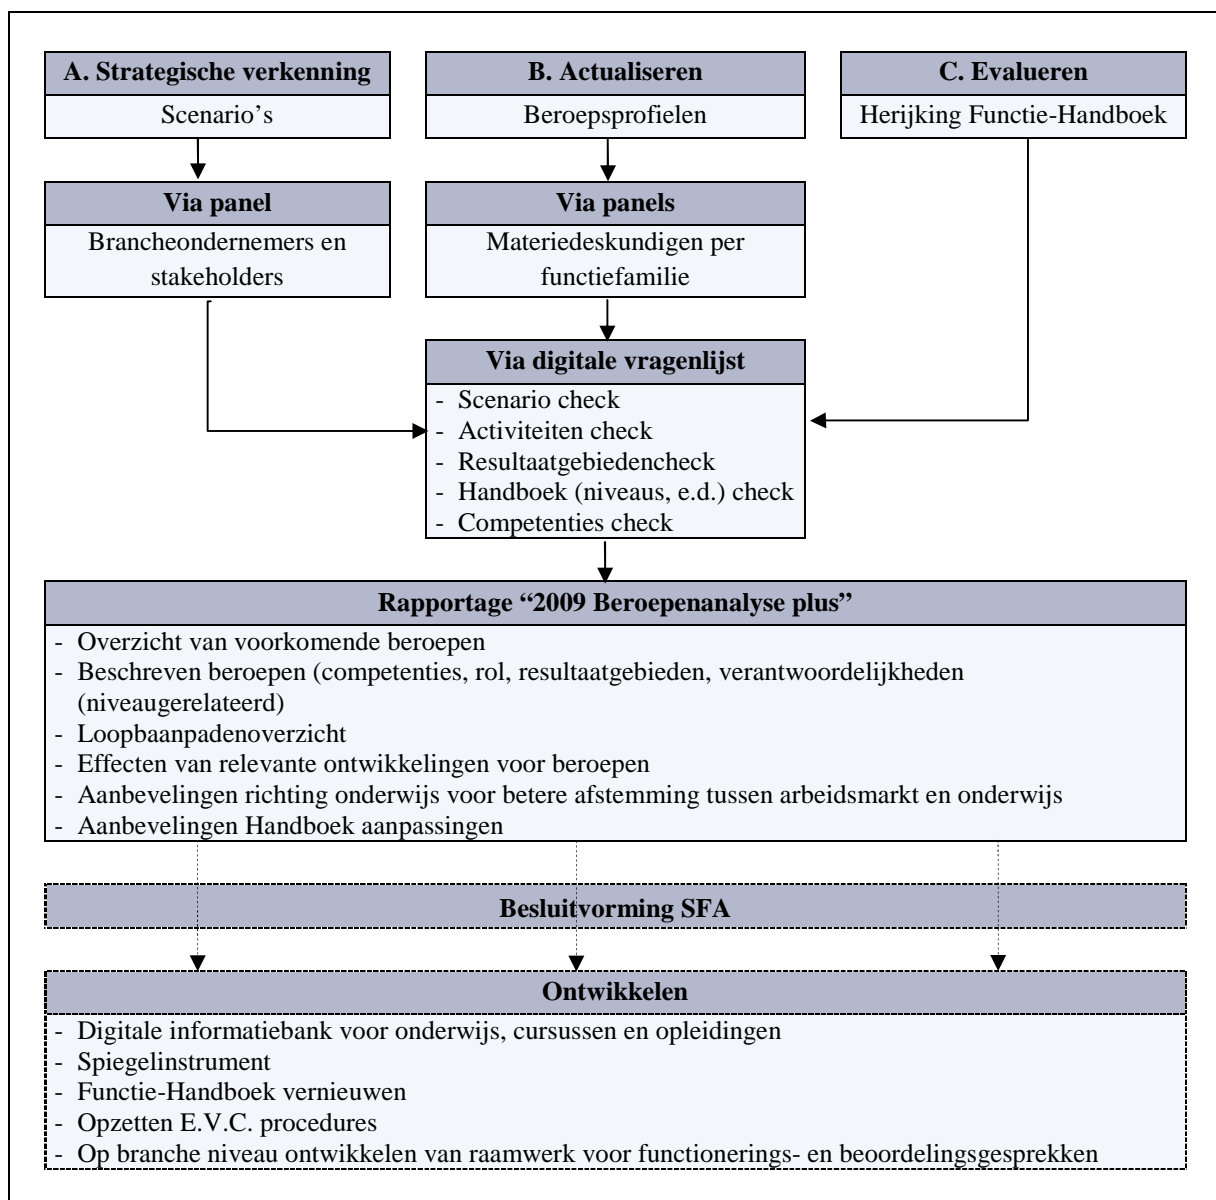 A. Strategische verkenning
Scenario’s
B. Actualiseren
Beroepsprofielen
C. Evalueren
Herijking Functie-Handboek
Via panel
Brancheondernemers en
stakeholders
Via panels
Materiedeskundigen per
functiefamilie
Via digitale vragenlijst
- Scenario check
- Activiteiten check
- Resultaatgebiedencheck
- Handboek (niveaus, e.d.) check
- Competenties check
Rapportage “2009 Beroepenanalyse plus”
- Overzicht van voorkomende beroepen
- Beschreven beroepen (competenties, rol, resultaatgebieden, verantwoordelijkheden
(niveaugerelateerd)
- Loopbaanpadenoverzicht
- Effecten van relevante ontwikkelingen voor beroepen
- Aanbevelingen richting onderwijs voor betere afstemming tussen arbeidsmarkt en onderwijs
- Aanbevelingen Handboek aanpassingen
Besluitvorming SFA
Ontwikkelen
- Digitale informatiebank voor onderwijs, cursussen en opleidingen
- Spiegelinstrument
- Functie-Handboek vernieuwen
- Opzetten E.V.C. procedures
- Op branche niveau ontwikkelen van raamwerk voor functionerings- en beoordelingsgesprekken